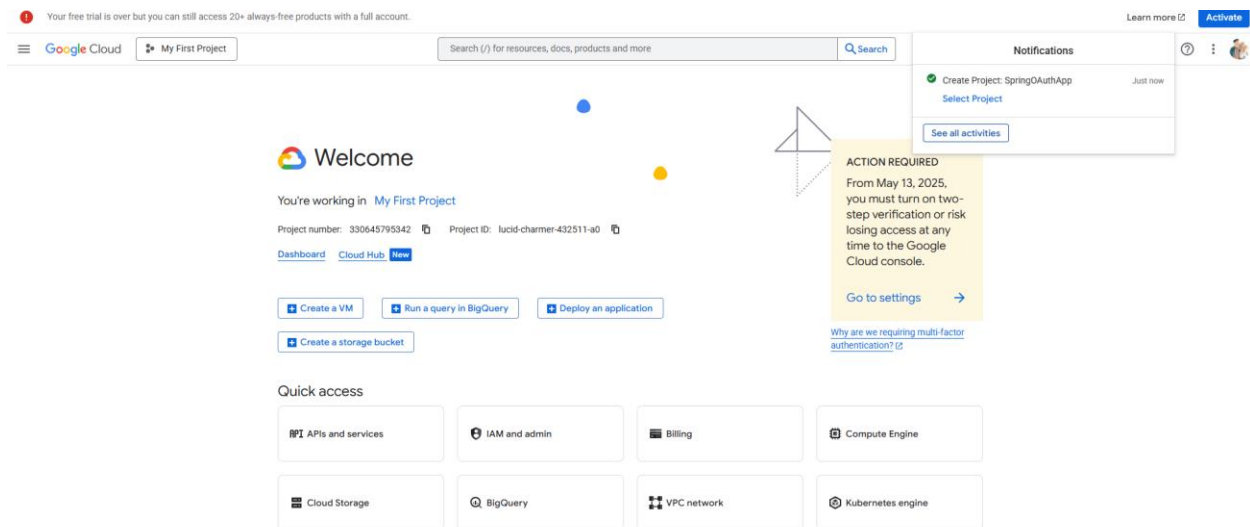 Your free trial is over but you can still access 20+ always-free products with a full account.
Learn more
Activate
Google Cloud
My First Project
Search (/) for resources, docs, products and more
Search
Notifications
Create Project: SpringOAuthApp
Just now
Select Project
See all activities
Welcome
You're working in My First Project
Project number: 330645795342
Project ID: lucid-charmer-432511-a0
Dashboard
Cloud Hub New
Create a VM
Run a query in BigQuery
Deploy an application
Create a storage bucket
ACTION REQUIRED
From May 13, 2025,
you must turn on two-
step verification or risk
losing access at any
time to the Google
Cloud console.
Go to settings
Why are we requiring multi-factor
authentication?
Quick access
API APIs and services
IAM and admin
Billing
Compute Engine
Cloud Storage
BigQuery
VPC network
Kubernetes engine